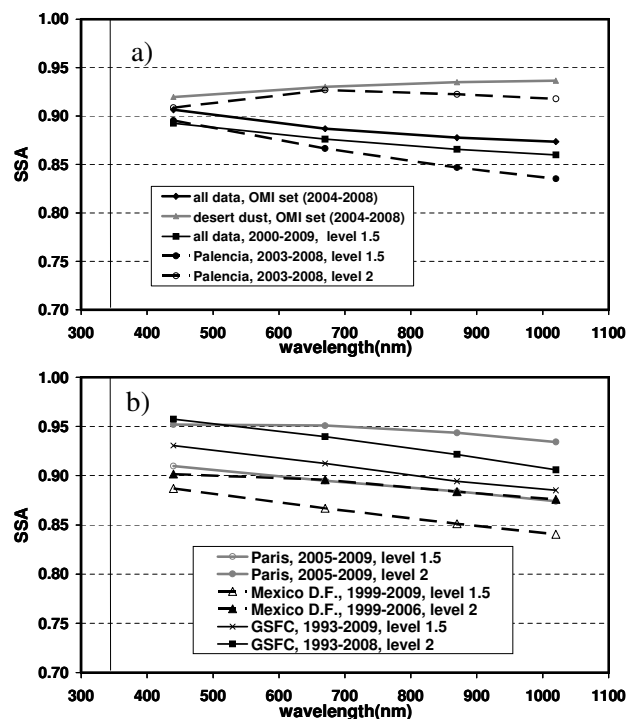 1.00
a)
0.95
0.90
SSA
0.85
0.80
all data, OMI set (2004-2008)
desert dust, OMI set (2004-2008)
all data, 2000-2009, level 1.5
Palencia, 2003-2008, level 1.5
Palencia, 2003-2008, level 2
0.75
0.70
300 400 500 600 700 800 900 1000 1100
wavelength(nm)
1.00
b)
0.95
0.90
SSA
0.85
0.80
Paris, 2005-2009, level 1.5
Paris, 2005-2009, level 2
Mexico D.F., 1999-2009, level 1.5
Mexico D.F., 1999-2006, level 2
GSFC, 1993-2009, level 1.5
GSFC, 1993-2008, level 2
0.75
0.70
300 400 500 600 700 800 900 1000 1100
wavelength(nm)